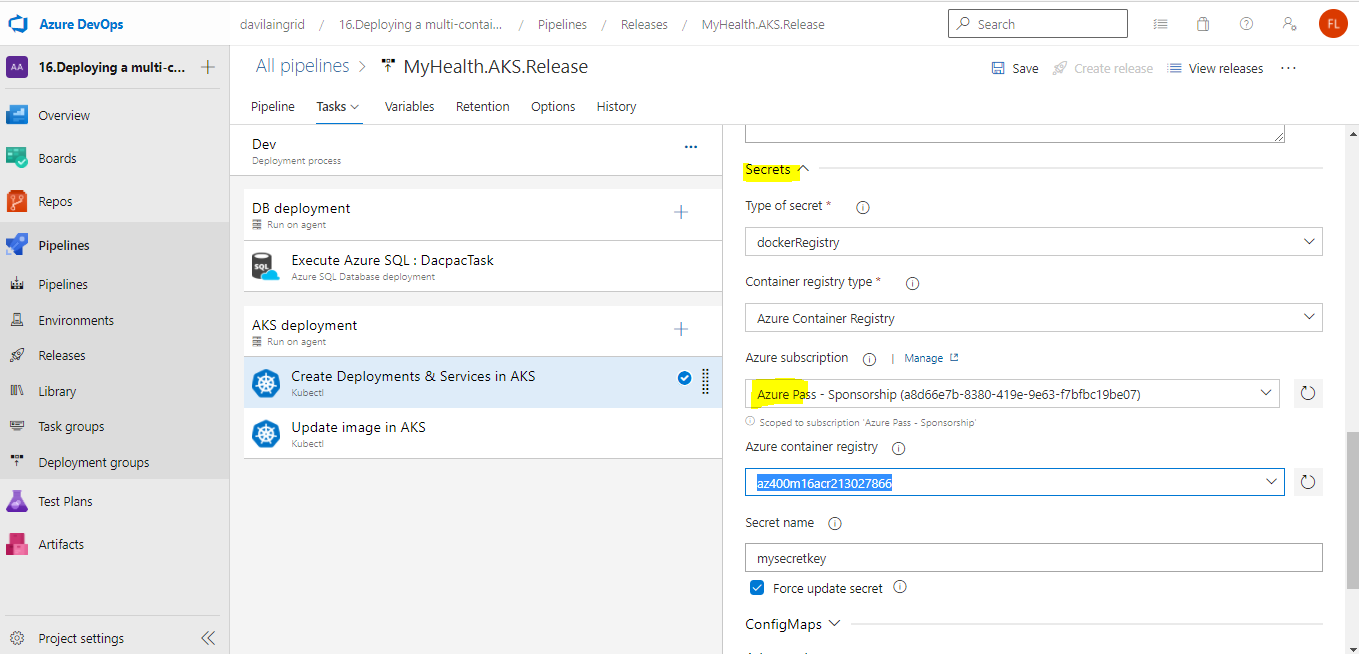 Azure DevOps
davilaingrid / 16.Deploying a multi-contai... / Pipelines / Releases / MyHealth.AKS.Release
Search
FL
AA
16.Deploying a multi-c...
Overview
Boards
Repos
Pipelines
Pipelines
Environments
Releases
Library
Task groups
Deployment groups
Test Plans
Artifacts
Project settings
All pipelines > MyHealth.AKS.Release
Save
Create release
View releases
Pipeline Tasks Variables Retention Options History
Dev
Deployment process
DB deployment
Run on agent
SQL
Execute Azure SQL : DacpacTask
Azure SQL Database deployment
AKS deployment
Run on agent
Create Deployments & Services in AKS
Kubectl
Update image in AKS
Kubectl
Secrets
Type of secret *
dockerRegistry
Container registry type *
Azure Container Registry
Azure subscription | Manage
Azure Pass - Sponsorship (a8d66e7b-8380-419e-9e63-f7bfbc19be07)
Scoped to subscription 'Azure Pass - Sponsorship'
Azure container registry
az400m16acr213027866
Secret name
mysecretkey
Force update secret
ConfigMaps